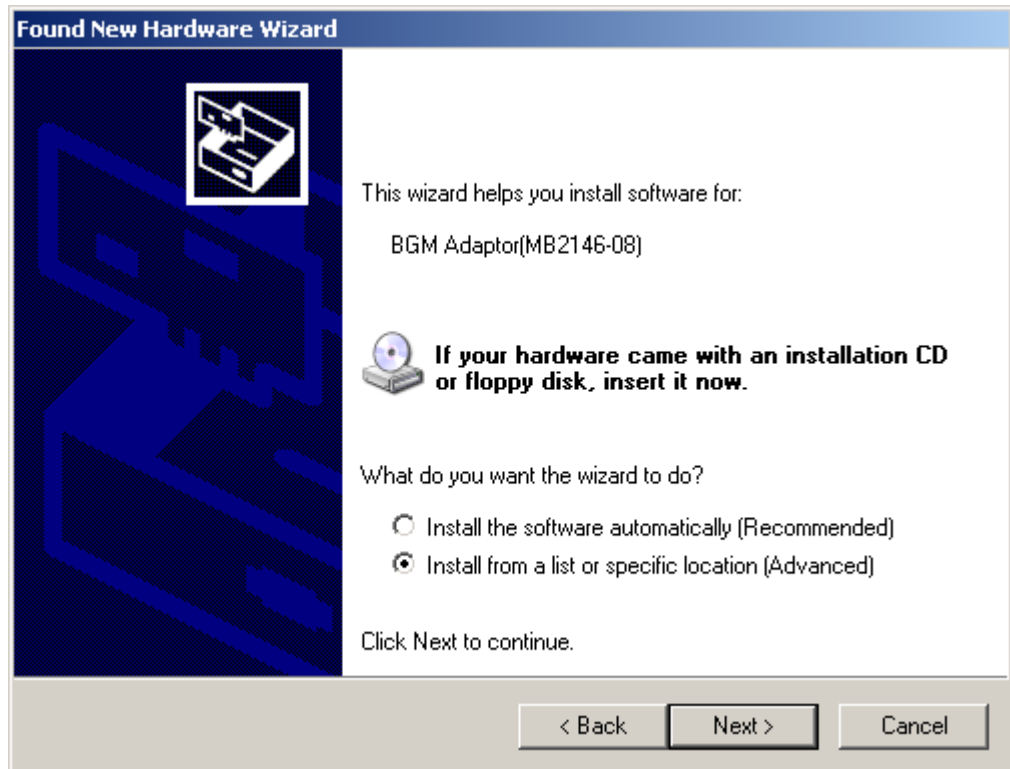 Found New Hardware Wizard
This wizard helps you install software for:
BGM Adaptor(MB2146-08)
If your hardware came with an installation CD
or floppy disk, insert it now.
What do you want the wizard to do?
Install the software automatically (Recommended)
Install from a list or specific location (Advanced)
Click Next to continue.
< Back
Next >
Cancel